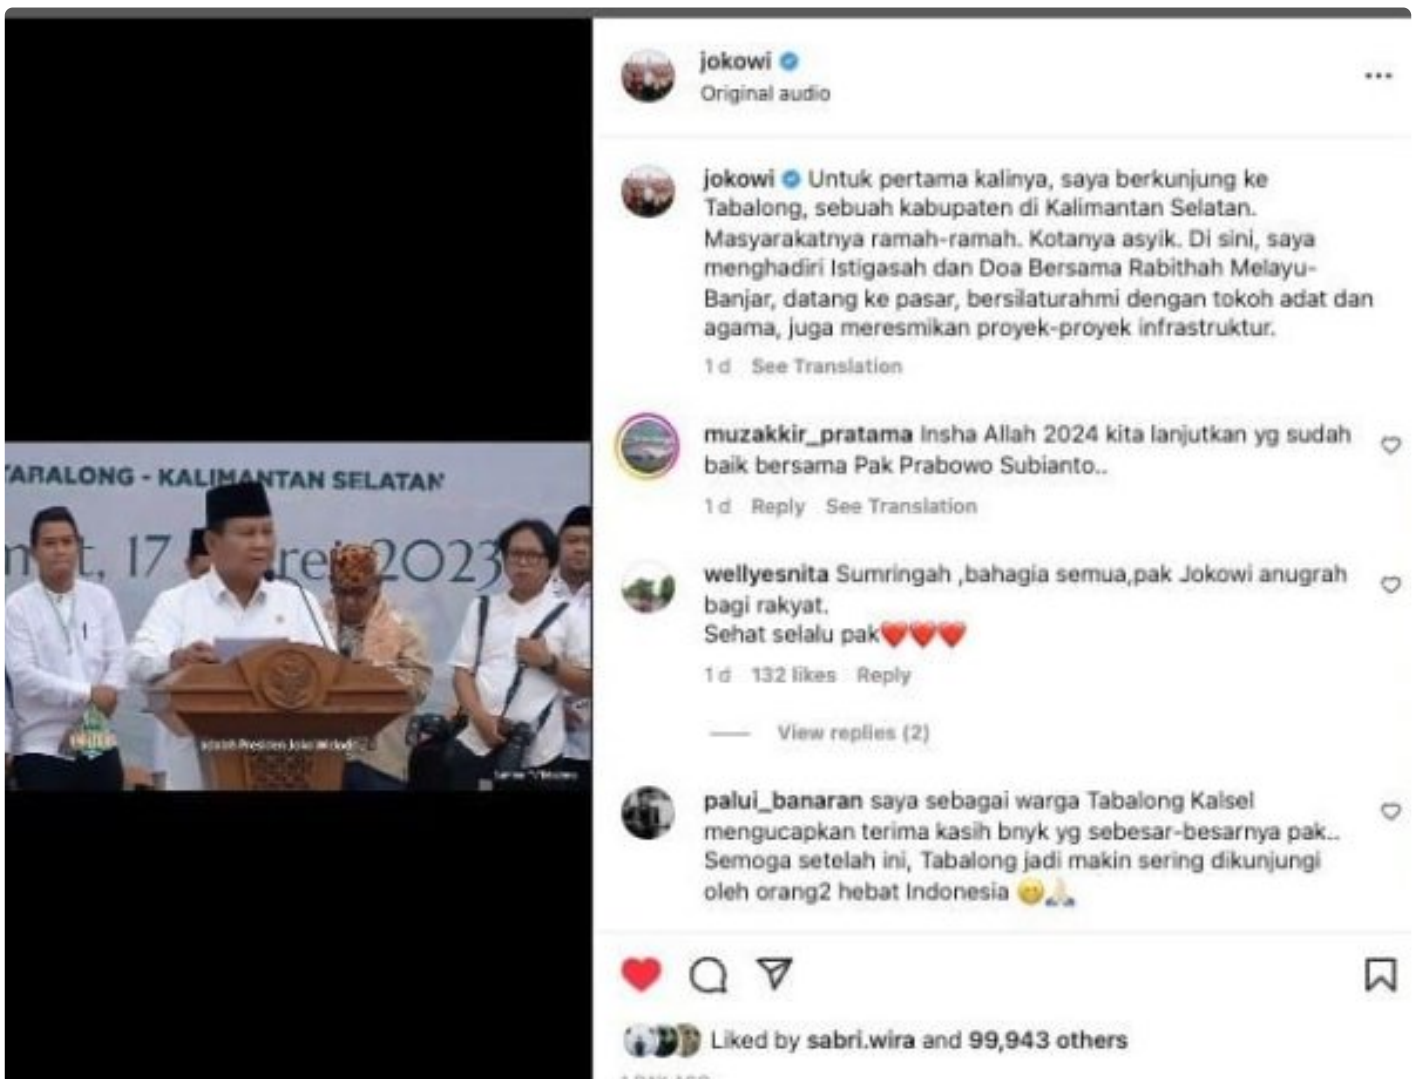 TABALONG - KALIMANTAN SELATAN
17 2023
adalah Presiden Joko Widodo
jokowi
Original audio
jokowi Untuk pertama kalinya, saya berkunjung ke
Tabalong, sebuah kabupaten di Kalimantan Selatan.
Masyarakatnya ramah-ramah. Kotanya asyik. Di sini, saya
menghadiri Istigasah dan Doa Bersama Rabithah Melayu-
Banjar, datang ke pasar, bersilaturahmi dengan tokoh adat dan
agama, juga meresmikan proyek-proyek infrastruktur.
1 d See Translation
muzakkir_pratama Insha Allah 2024 kita lanjutkan yg sudah
baik bersama Pak Prabowo Subianto..
1 d Reply See Translation
wellyesnita Sumringah ,bahagia semua,pak Jokowi anugrah
bagi rakyat.
Sehat selalu pak❤️❤️❤️
1 d 132 likes Reply
View replies (2)
palui_banaran saya sebagai warga Tabalong Kalsel
mengucapkan terima kasih bnyk yg sebesar-besarnya pak..
Semoga setelah ini, Tabalong jadi makin sering dikunjungi
oleh orang2 hebat Indonesia 😁🙏🏻
Liked by sabri.wira and 99,943 others